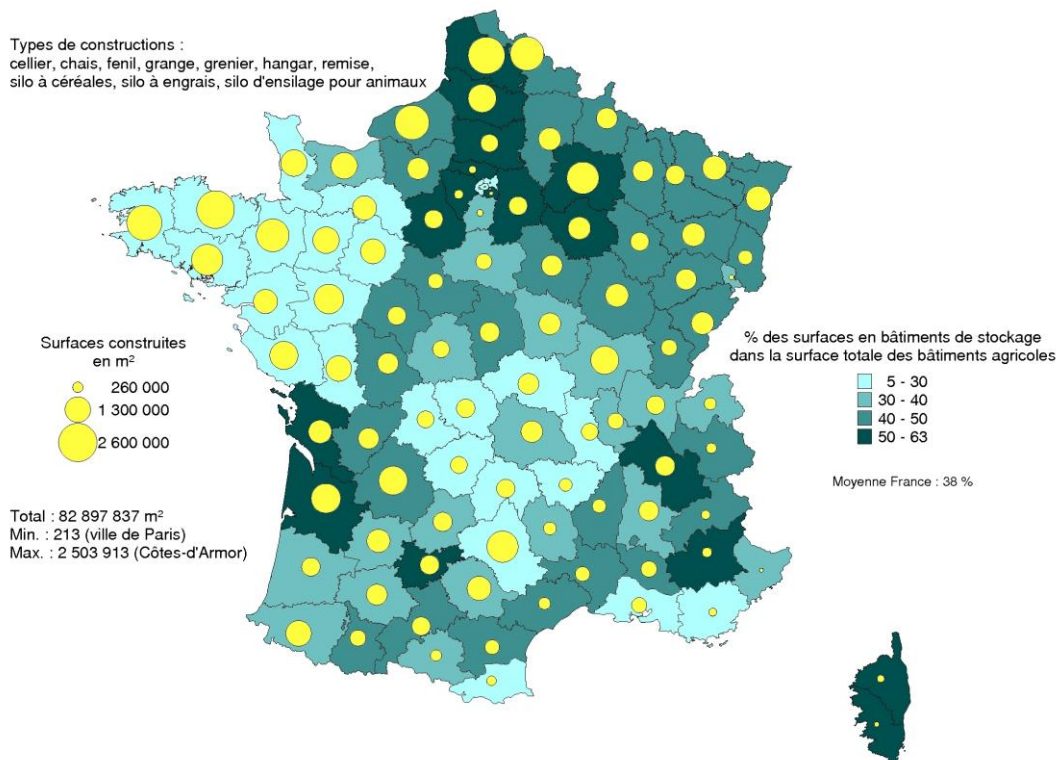 Types de constructions :
cellier, chais, fenil, grange, grenier, hangar, remise,
silo à céréales, silo à engrais, silo d'ensilage pour animaux
Surfaces construites
en m²
260 000
1 300 000
2 600 000
Total : 82 897 837 m²
Min. : 213 (ville de Paris)
Max. : 2 503 913 (Côtes-d'Armor)
% des surfaces en bâtiments de stockage
dans la surface totale des bâtiments agricoles
5 - 30
30 - 40
40 - 50
50 - 63
Moyenne France : 38 %